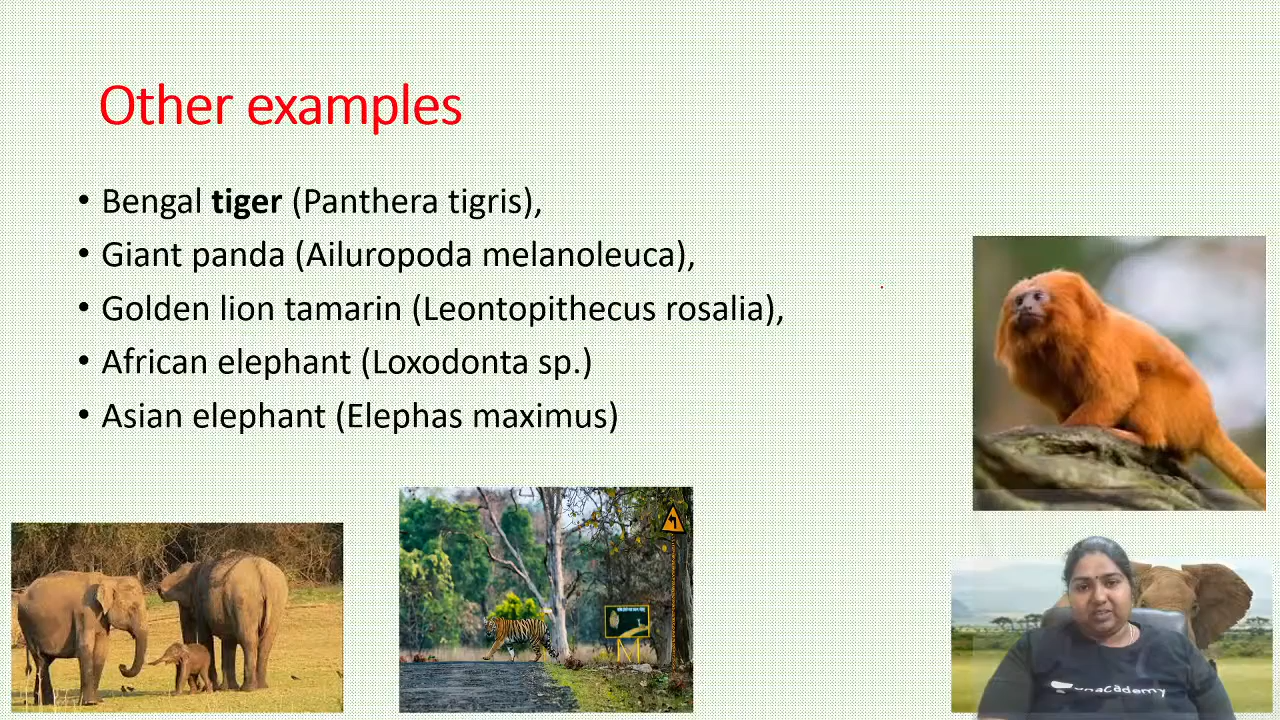 Other examples
• Bengal tiger (Panthera tigris),
• Giant panda (Ailuropoda melanoleuca),
• Golden lion tamarin (Leontopithecus rosalia),
• African elephant (Loxodonta sp.)
• Asian elephant (Elephas maximus)
unacademy